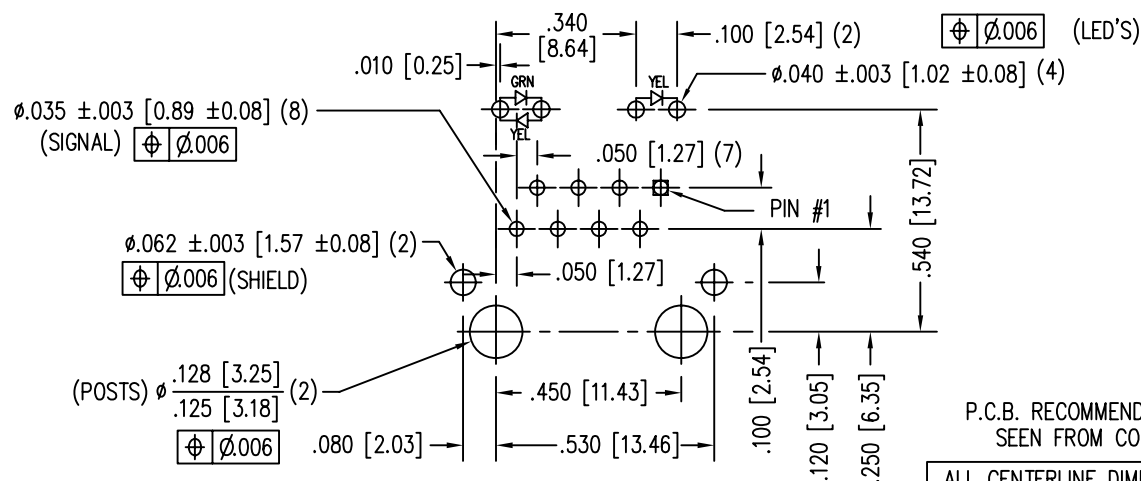 .340
[8.64]
.100 [2.54] (2)
⌖ Ø.006 (LED'S)
.010 [0.25]
GRN
YEL
YEL
Ø.040 ±.003 [1.02 ±0.08] (4)
Ø.035 ±.003 [0.89 ±0.08] (8)
(SIGNAL) ⌖ Ø.006
.050 [1.27] (7)
PIN #1
.540 [13.72]
Ø.062 ±.003 [1.57 ±0.08] (2)
⌖ Ø.006 (SHIELD)
.050 [1.27]
(POSTS) Ø .128 [3.25] (2)
.125 [3.18]
⌖ Ø.006
.450 [11.43]
.080 [2.03]
.530 [13.46]
.100 [2.54]
.120 [3.05]
.250 [6.35]
P.C.B. RECOMMEND
SEEN FROM CO
ALL CENTERLINE DIM